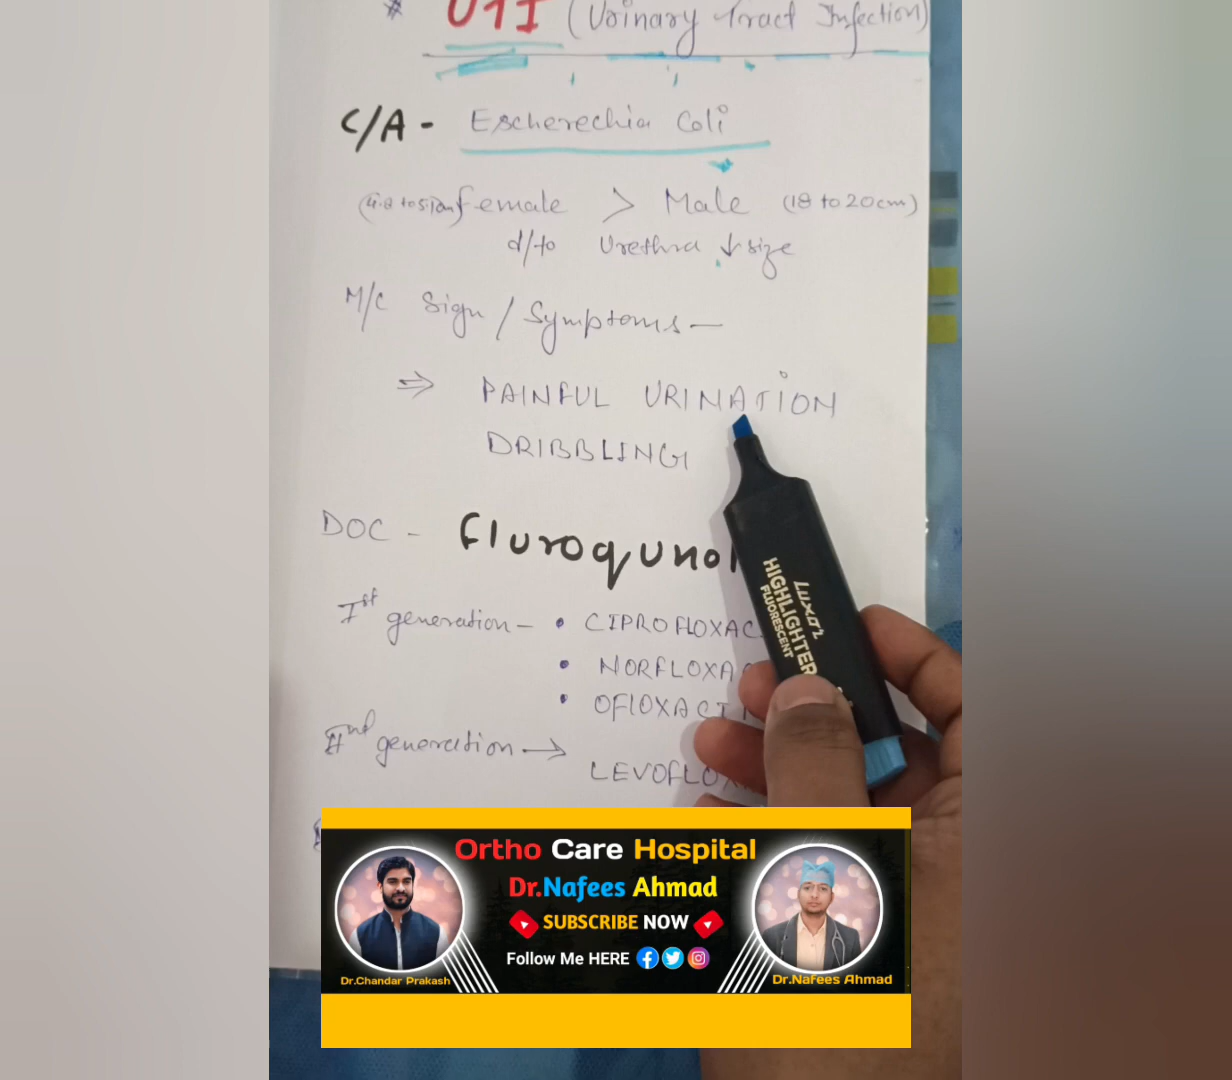 * UTI (Urinary Tract Infection)
C/A - Escherechia Coli
female > Male (18 to 20cm)
d/to Urethra ↓ size
M/C Sign / Symptoms —
⇒ PAINFUL URINATION
DRIBBLING
DOC - fluroqunol
Ist generation - • CIPROFLOXAC
• NORFLOXA
• OFLOXACI
IInd generation →
LEVOFLOX
LUXOR
HIGHLIGHTER
FLUORESCENT
Ortho Care Hospital
Dr.Nafees Ahmad
SUBSCRIBE NOW
Follow Me HERE
Dr.Chandar Prakash
Dr.Nafees Ahmad